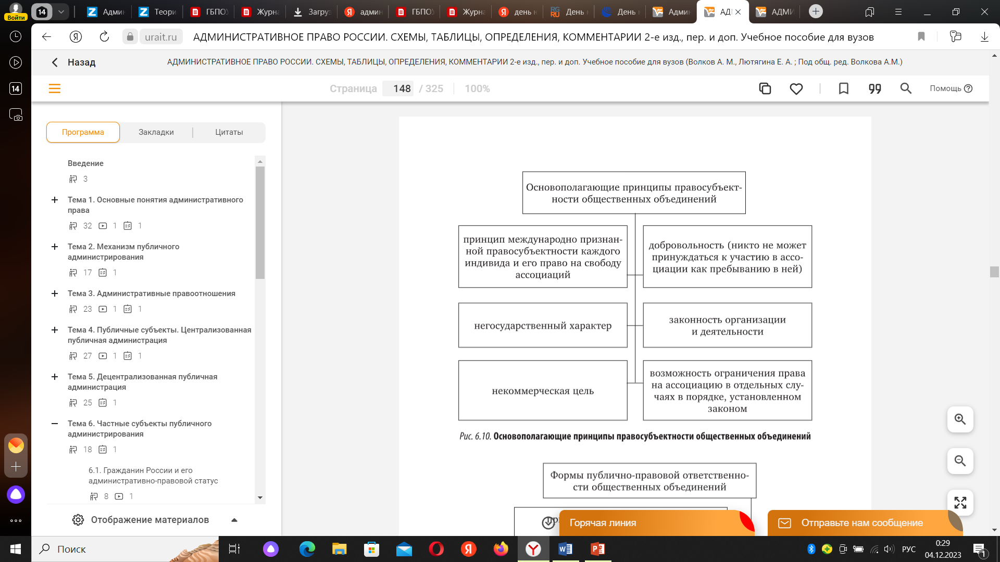 Войти
14
Адми
Теори
ГБПОУ
Журна
Загруз
админ
ГБПОУ
Журна
день н
День
День
Админ
АД
АДМИ
urait.ru
АДМИНИСТРАТИВНОЕ ПРАВО РОССИИ. СХЕМЫ, ТАБЛИЦЫ, ОПРЕДЕЛЕНИЯ, КОММЕНТАРИИ 2-е изд., пер. и доп. Учебное пособие для вузов
14
Назад
АДМИНИСТРАТИВНОЕ ПРАВО РОССИИ. СХЕМЫ, ТАБЛИЦЫ, ОПРЕДЕЛЕНИЯ, КОММЕНТАРИИ 2-е изд., пер. и доп. Учебное пособие для вузов (Волков А. М., Лютягина Е. А. ; Под общ. ред. Волкова А.М.)
Страница 148 / 325 100%
Помощь
Программа
Закладки
Цитаты
Введение
3
Тема 1. Основные понятия административного
права
32 1 1
Тема 2. Механизм публичного
администрирования
17 1
Тема 3. Административные правоотношения
23 1 1
Тема 4. Публичные субъекты. Централизованная
публичная администрация
27 1 1
Тема 5. Децентрализованная публичная
администрация
25 1
Тема 6. Частные субъекты публичного
администрирования
18 1
6.1. Гражданин России и его
административно-правовой статус
8 1
Отображение материалов
Основополагающие принципы правосубъект-
ности общественных объединений
принцип международно признан-
ной правосубъектности каждого
индивида и его право на свободу
ассоциаций
добровольность (никто не может
принуждаться к участию в ассо-
циации как пребыванию в ней)
негосударственный характер
законность организации
и деятельности
некоммерческая цель
возможность ограничения права
на ассоциацию в отдельных слу-
чаях в порядке, установленном
законом
Рис. 6.10. Основополагающие принципы правосубъектности общественных объединений
Формы публично-правовой ответственно-
сти общественных объединений
Горячая линия
Отправьте нам сообщение
Поиск
РУС
0:29
04.12.2023
1